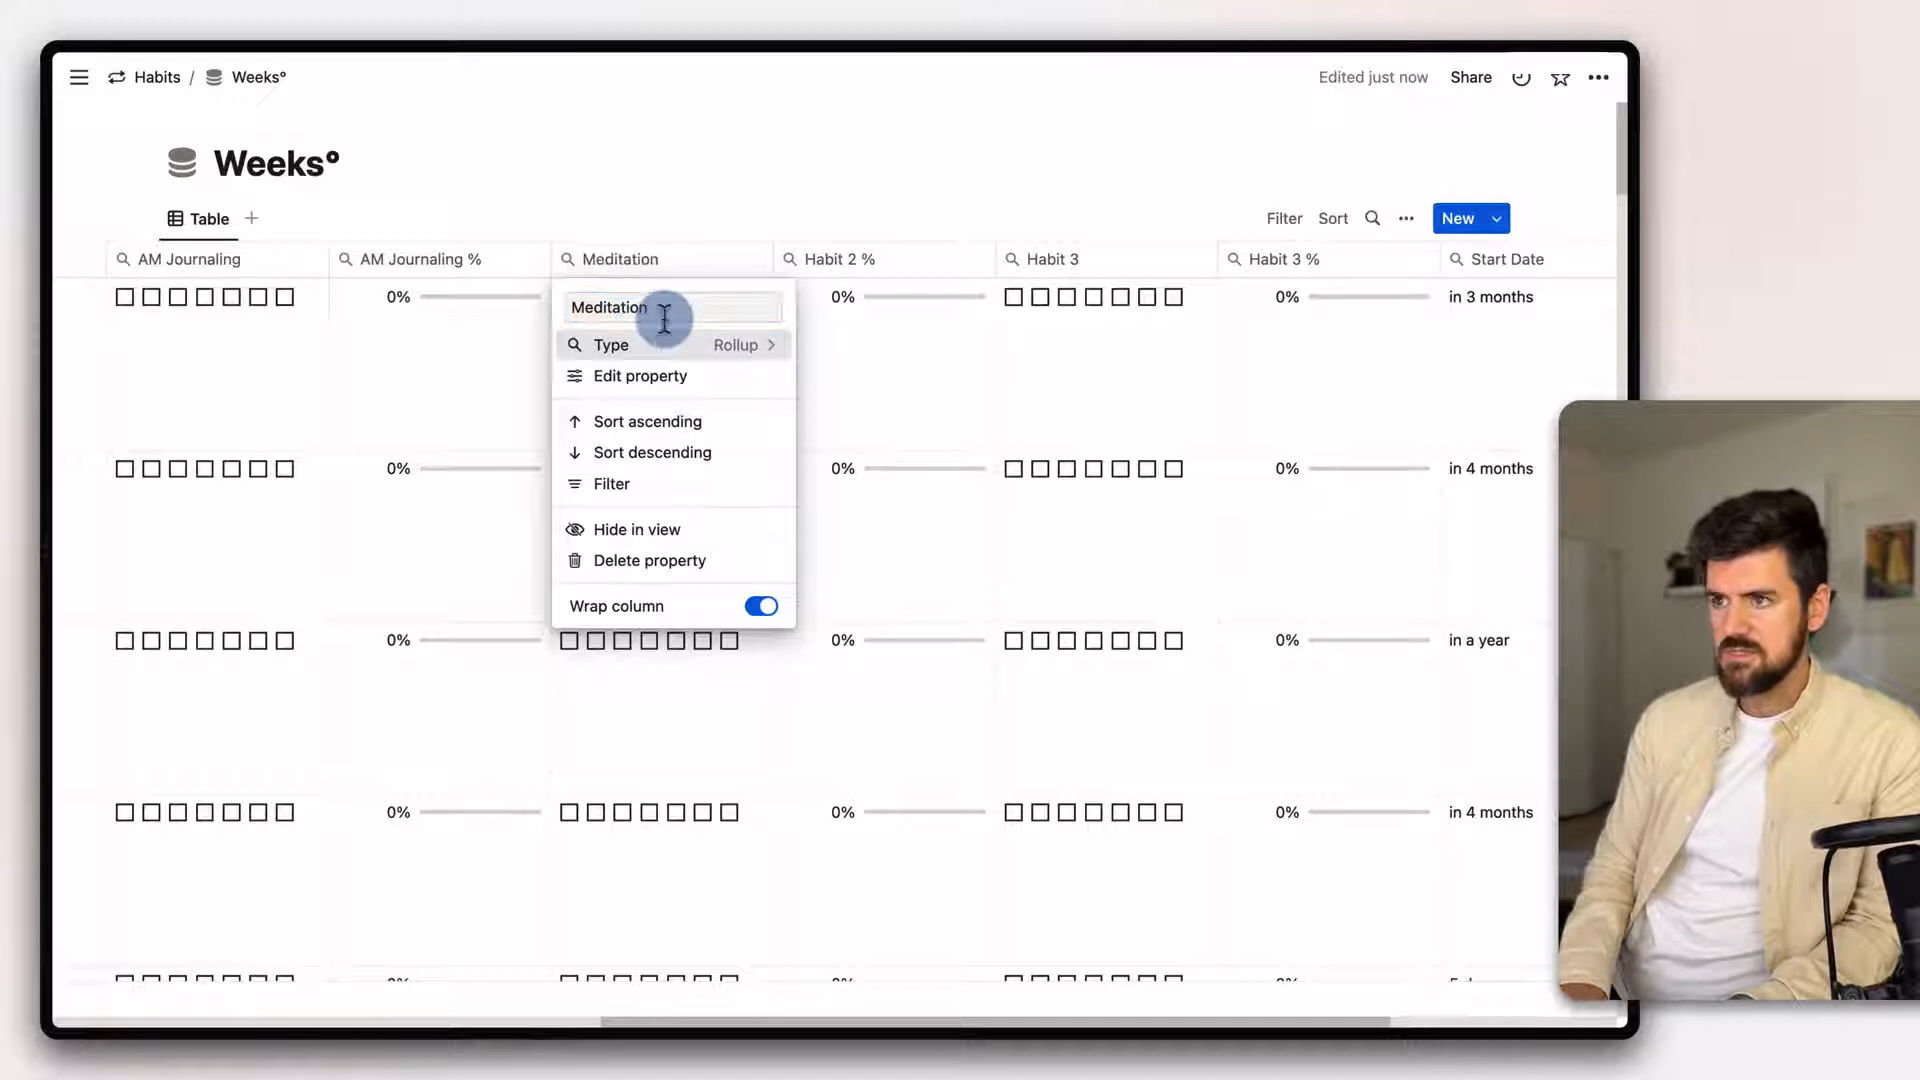 Habits / Weeks°
Edited just now Share
Weeks°
Table
Filter Sort New
AM Journaling AM Journaling % Meditation Habit 2 % Habit 3 Habit 3 % Start Date
0% 0% 0% in 3 months
Meditation
Type Rollup
Edit property
Sort ascending
0% 0% 0% in 4 months
Sort descending
Filter
Hide in view
Delete property
Wrap column
0% 0% 0% in a year
0% 0% 0% in 4 months